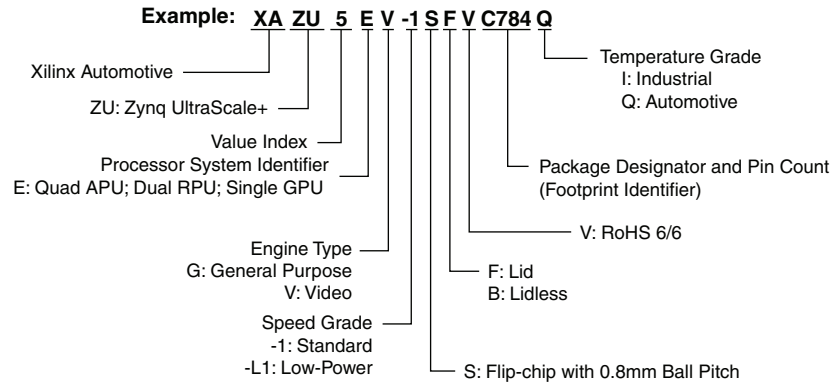 Example: XA ZU 5 E V -1 S F V C784 Q
Xilinx Automotive
ZU: Zynq UltraScale+
Value Index
Processor System Identifier
E: Quad APU; Dual RPU; Single GPU
Engine Type
G: General Purpose
V: Video
Speed Grade
-1: Standard
-L1: Low-Power
Temperature Grade
I: Industrial
Q: Automotive
Package Designator and Pin Count
(Footprint Identifier)
V: RoHS 6/6
F: Lid
B: Lidless
S: Flip-chip with 0.8mm Ball Pitch